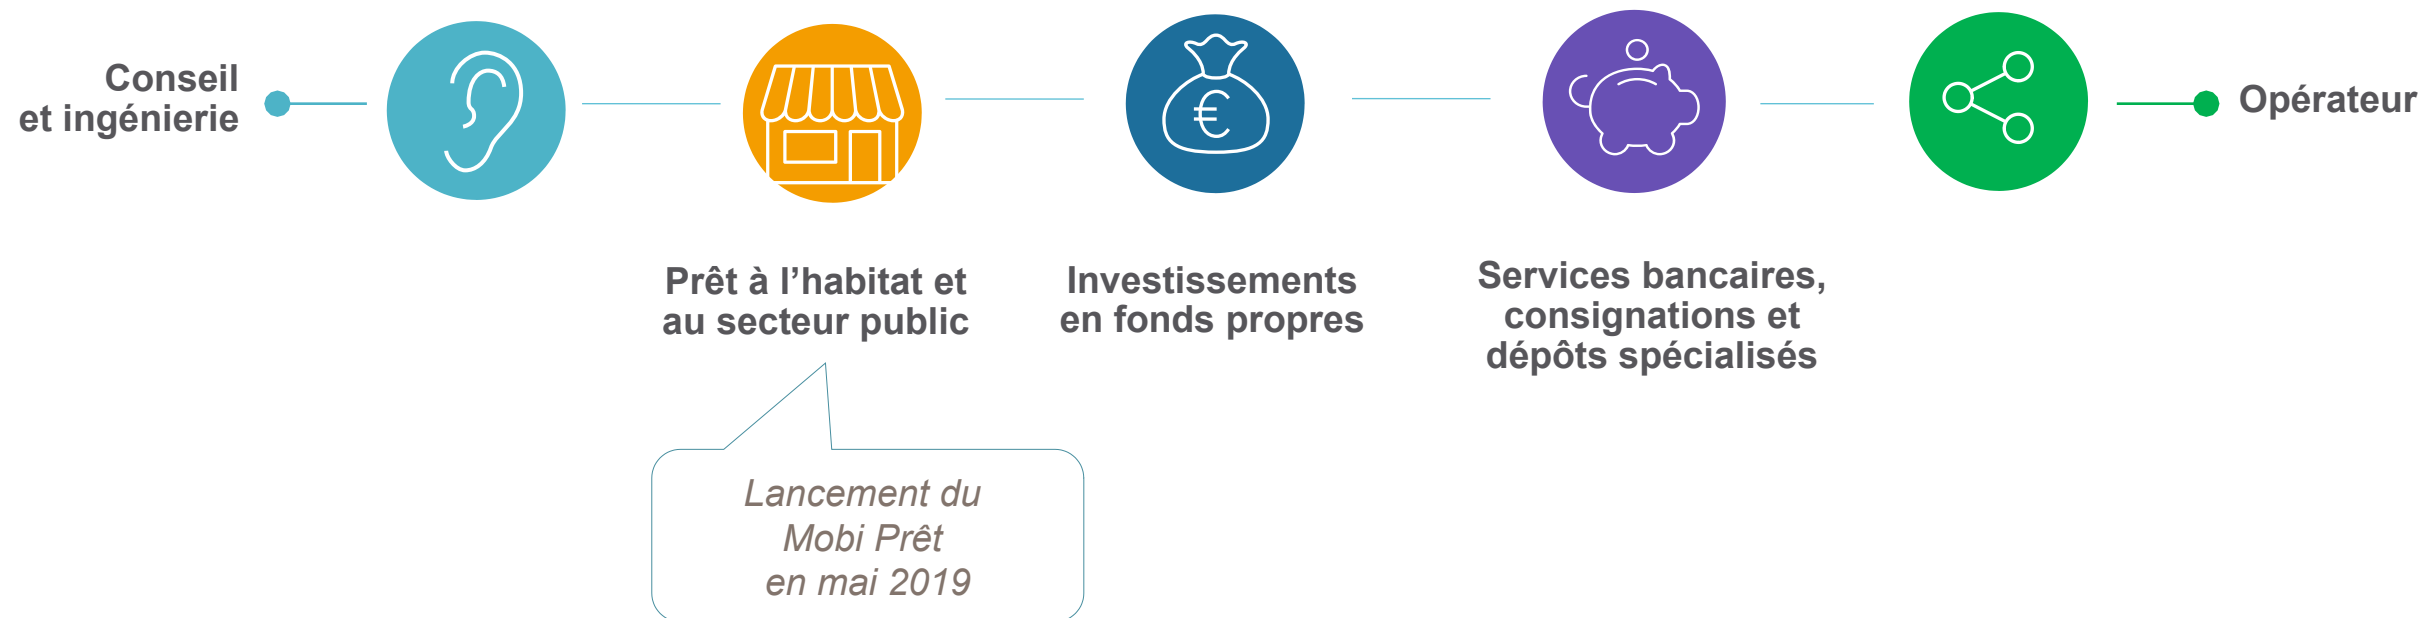 Conseil
et ingénierie
Opérateur
Prêt à l’habitat et
au secteur public
Investissements
en fonds propres
Services bancaires,
consignations et
dépôts spécialisés
Lancement du
Mobi Prêt
en mai 2019